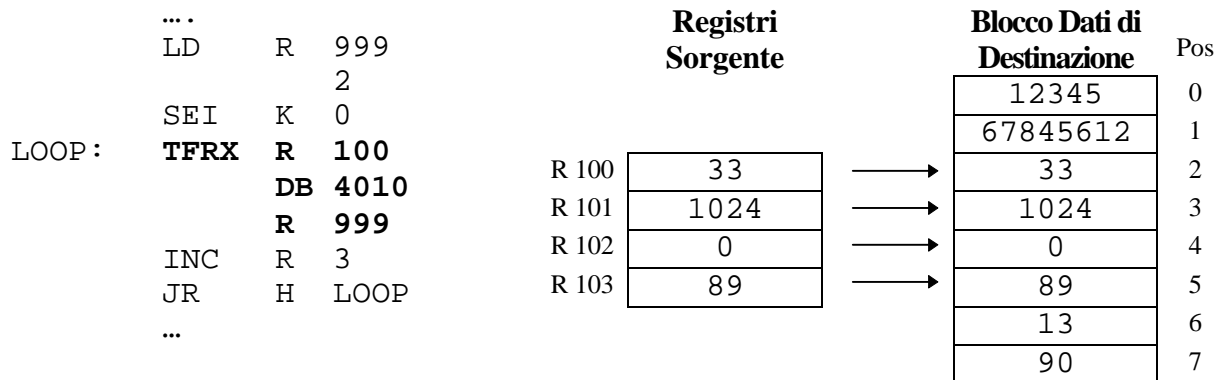 ….
LD R 999
2
SEI K 0
LOOP: TFRX R 100
DB 4010
R 999
INC R 3
JR H LOOP
…
Registri
Sorgente
R 100 33
R 101 1024
R 102 0
R 103 89
Blocco Dati di
Destinazione Pos
12345 0
67845612 1
33 2
1024 3
0 4
89 5
13 6
90 7